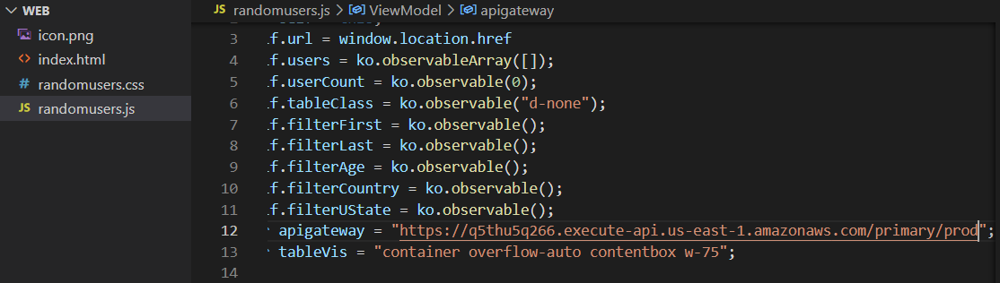 WEB
icon.png
index.html
randomusers.css
JS randomusers.js
JS randomusers.js > ViewModel > apigateway
3 f.url = window.location.href
4 f.users = ko.observableArray([]);
5 f.userCount = ko.observable(0);
6 f.tableClass = ko.observable("d-none");
7 f.filterFirst = ko.observable();
8 f.filterLast = ko.observable();
9 f.filterAge = ko.observable();
10 f.filterCountry = ko.observable();
11 f.filterUState = ko.observable();
12 apigateway = "https://q5thu5q266.execute-api.us-east-1.amazonaws.com/primary/prod";
13 tableVis = "container overflow-auto contentbox w-75";
14